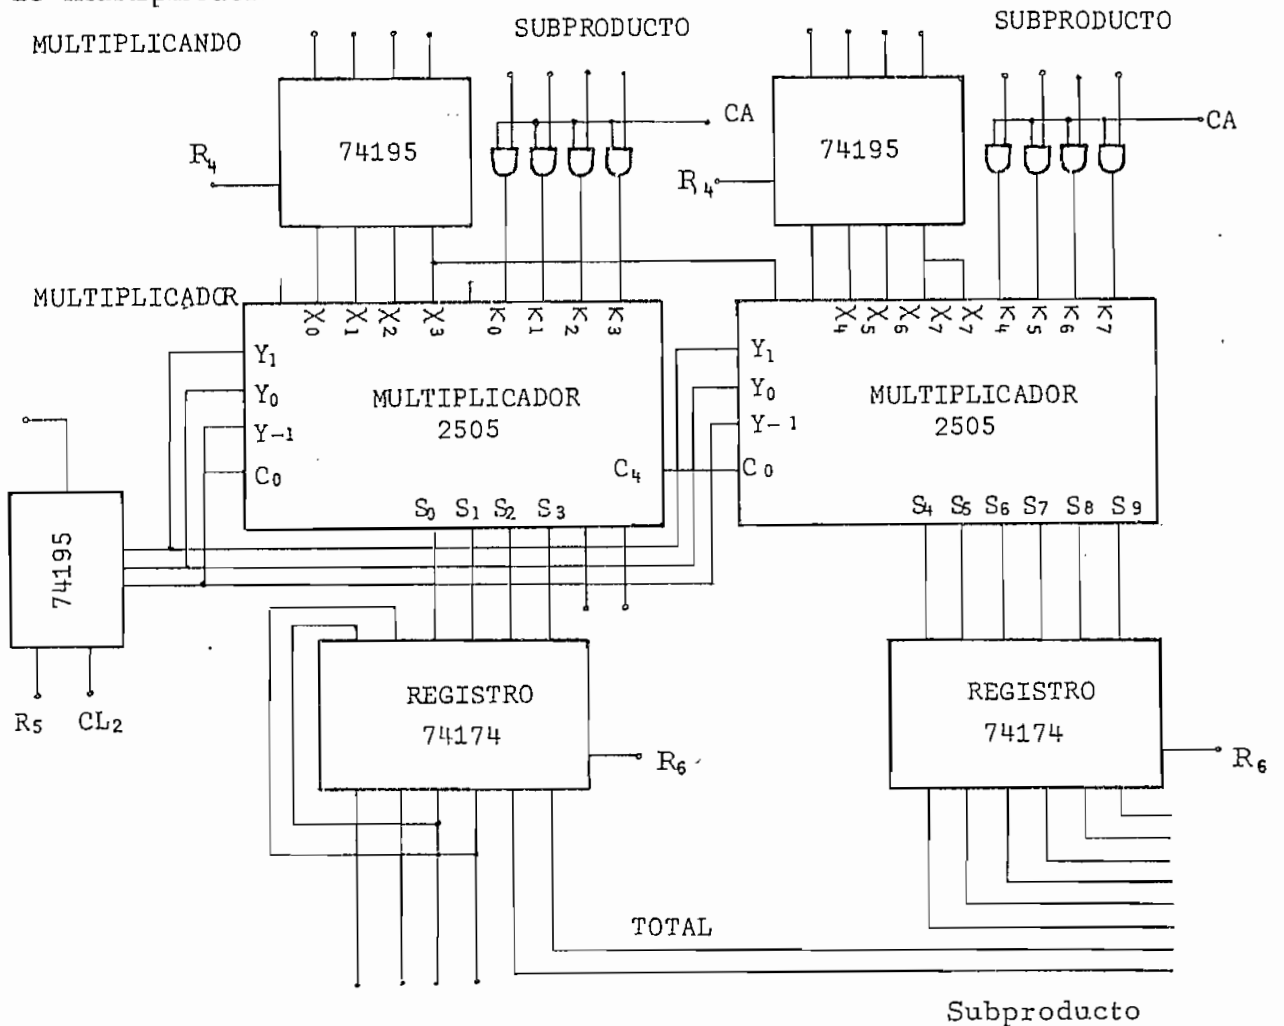 MULTIPLICANDO
SUBPRODUCTO
SUBPRODUCTO
74195
CA
74195
CA
R4
R4
MULTIPLICADOR
X0 X1 X2 X3 K0 K1 K2 K3
X4 X5 X6 X7 X7 K4 K5 K6 K7
Y1
Y0
Y-1
C0
MULTIPLICADOR
2505
C4
S0 S1 S2 S3
Y1
Y0
Y-1
C0
MULTIPLICADOR
2505
S4 S5 S6 S7 S8 S9
74195
R5 CL2
REGISTRO
74174
R6
REGISTRO
74174
R6
TOTAL
Subproducto